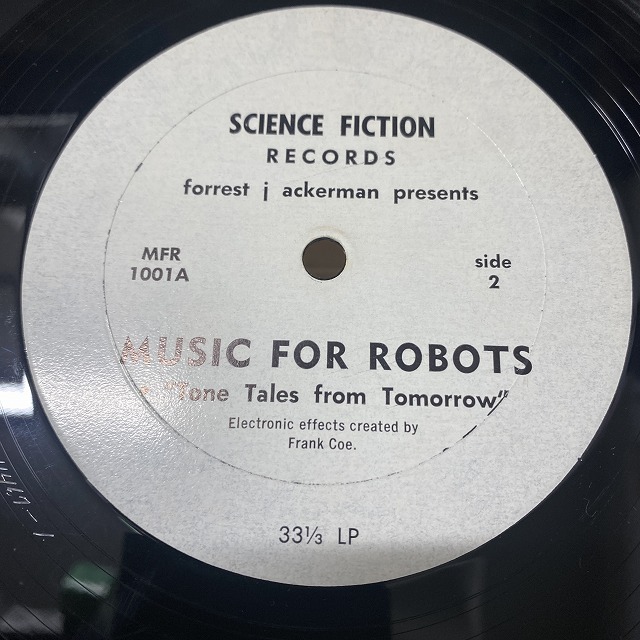 SCIENCE FICTION
RECORDS
forrest j ackerman presents
MFR
1001A
side
2
MUSIC FOR ROBOTS
"Tone Tales from Tomorrow"
Electronic effects created by
Frank Coe.
33⅓ LP